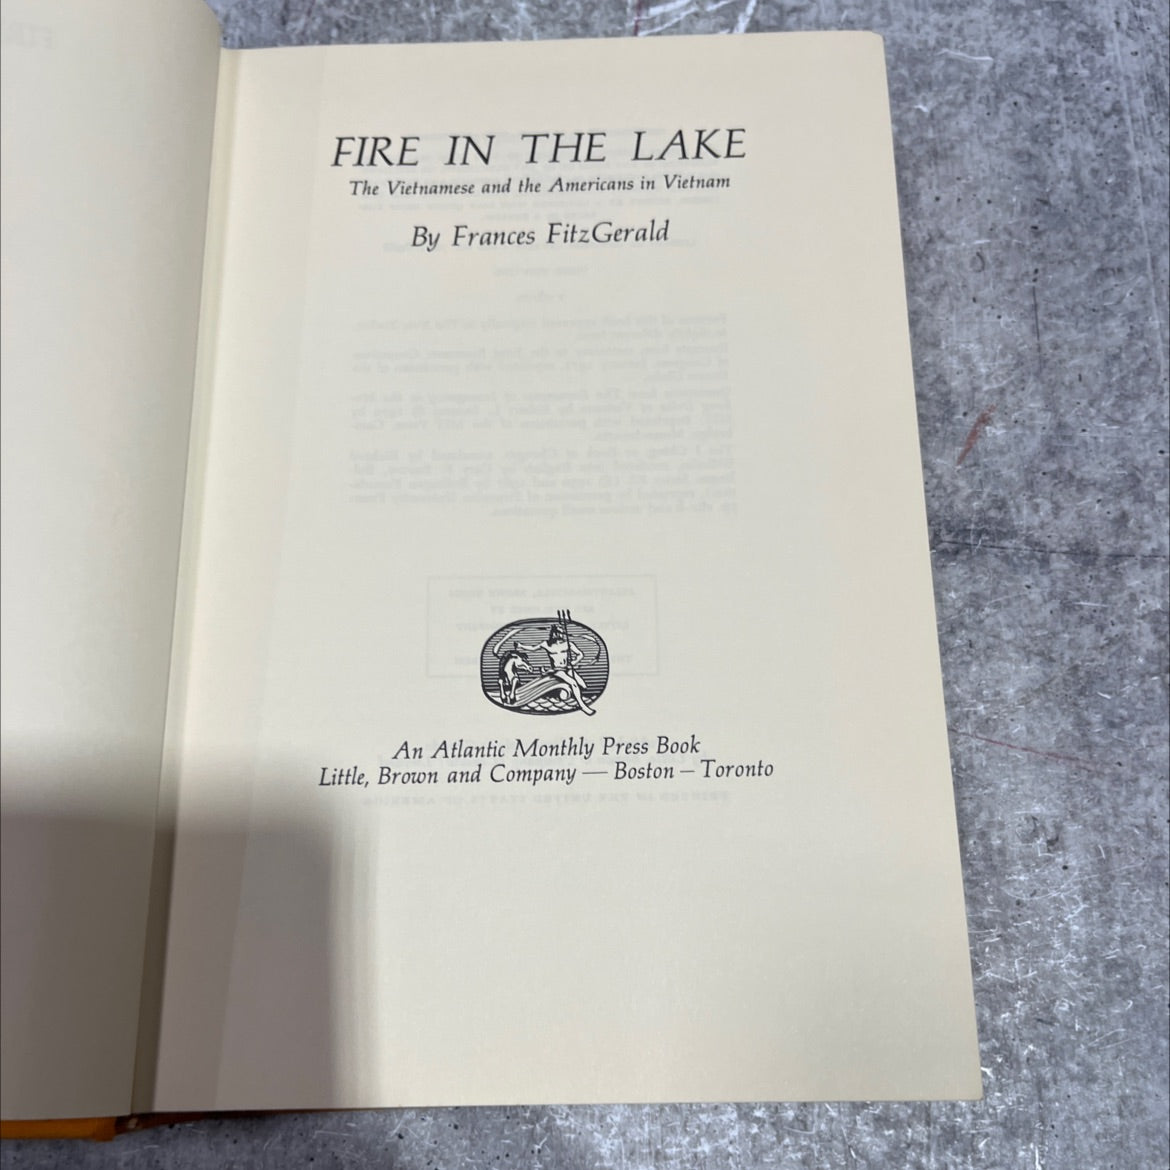 FIRE IN THE LAKE
The Vietnamese and the Americans in Vietnam
By Frances FitzGerald
An Atlantic Monthly Press Book
Little, Brown and Company — Boston — Toronto